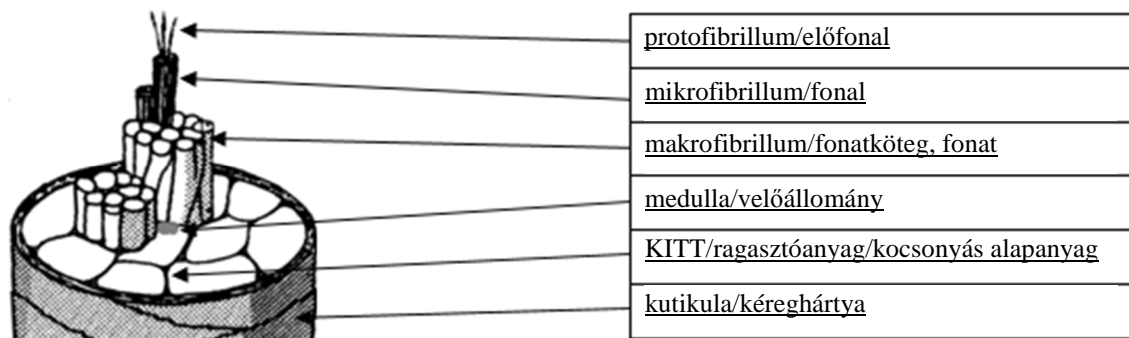 protofibrillum/előfonal
mikrofibrillum/fonal
makrofibrillum/fonatköteg, fonat
medulla/velőállomány
KITT/ragasztóanyag/kocsonyás alapanyag
kutikula/kéreghártya